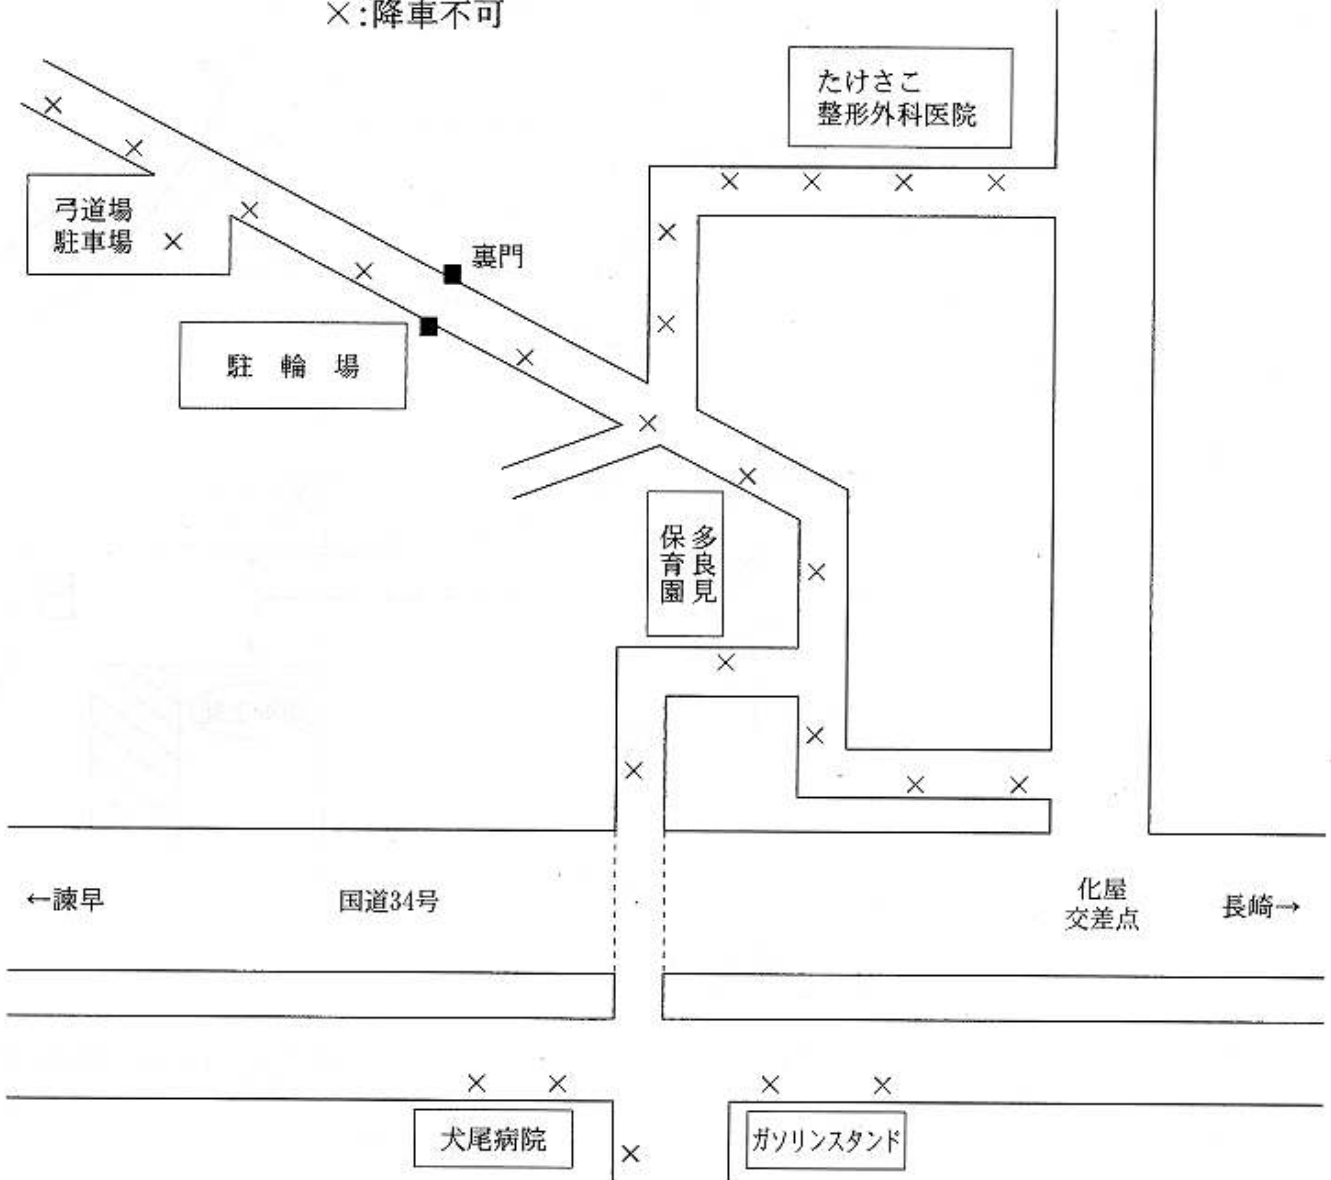 ×:降車不可
たけさこ
整形外科医院
弓道場
駐車場
裏門
駐 輪 場
多良見
保育園
←諫早
国道34号
化屋
交差点
長崎→
犬尾病院
ガソリンスタンド